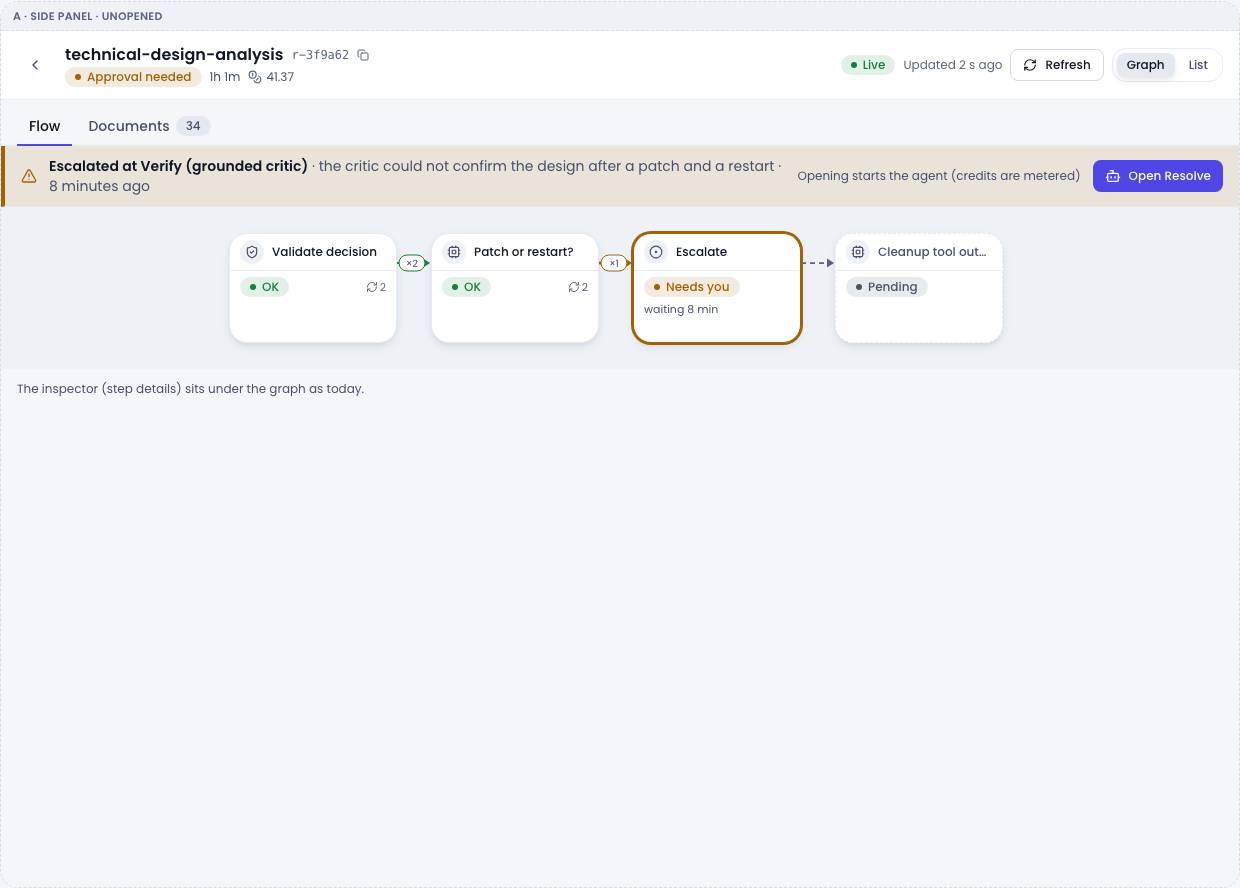 A · SIDE PANEL · UNOPENED
technical-design-analysis r–3f9a62
Approval needed 1h 1m 41.37
Live Updated 2 s ago Refresh Graph List
Flow Documents 34
Escalated at Verify (grounded critic) · the critic could not confirm the design after a patch and a restart ·
8 minutes ago
Opening starts the agent (credits are metered) Open Resolve
Validate decision
OK 2
×2
Patch or restart?
OK 2
×1
Escalate
Needs you
waiting 8 min
Cleanup tool out…
Pending
The inspector (step details) sits under the graph as today.